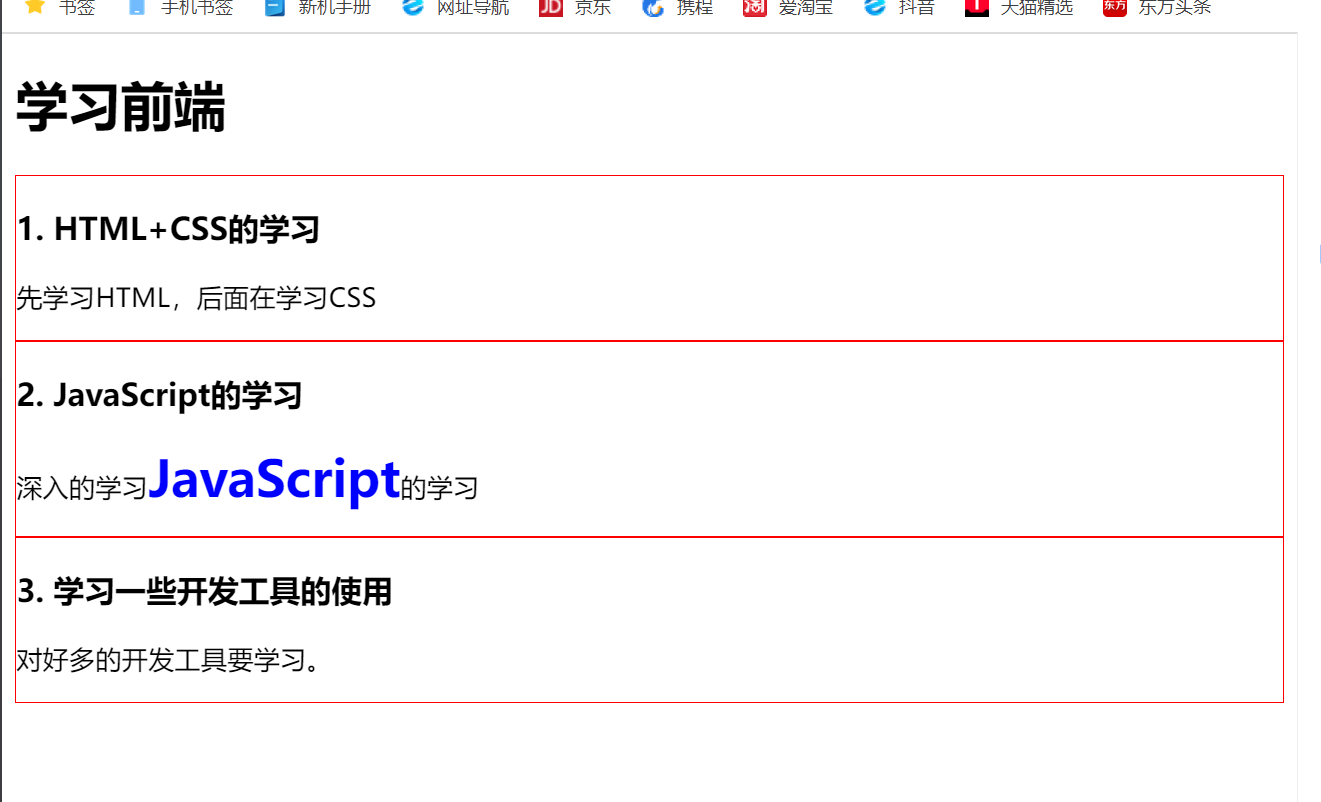 书签 手机书签 新机手册 网址导航 JD 京东 携程 淘 爱淘宝 抖音 天猫精选 东方 东方头条
学习前端
1. HTML+CSS的学习
先学习HTML，后面在学习CSS
2. JavaScript的学习
深入的学习JavaScript的学习
3. 学习一些开发工具的使用
对好多的开发工具要学习。